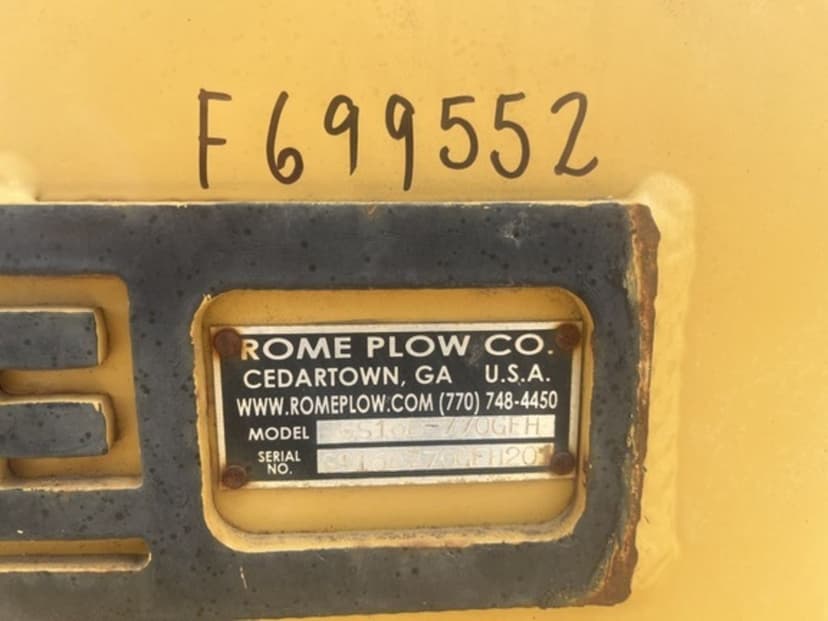 F699552
ROME PLOW CO.
CEDARTOWN, GA U.S.A.
WWW.ROMEPLOW.COM (770) 748-4450
MODEL
SERIAL
NO.